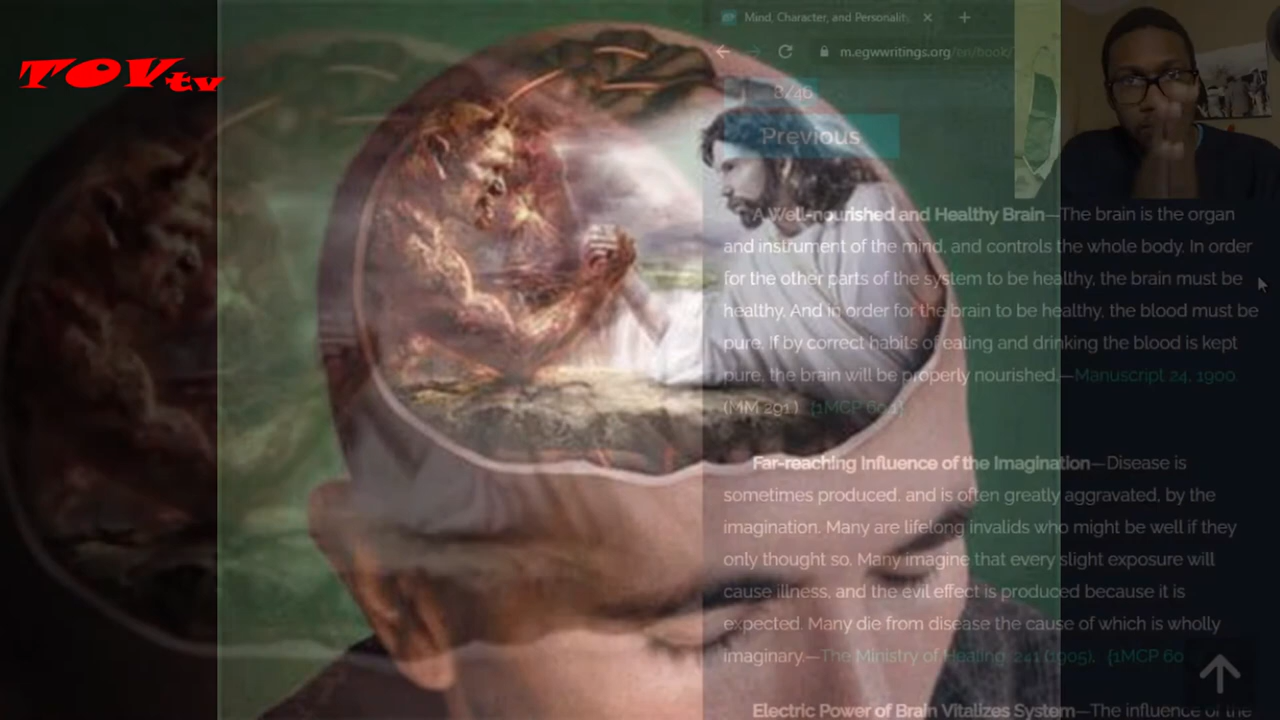 TOVtv
Mind, Character, and Personalit
m.egwwritings.org/en/book/
8/46
Previous
A Well-nourished and Healthy Brain—The brain is the organ
and instrument of the mind, and controls the whole body. In order
for the other parts of the system to be healthy, the brain must be
healthy. And in order for the brain to be healthy, the blood must be
pure. If by correct habits of eating and drinking the blood is kept
pure, the brain will be properly nourished.—Manuscript 24, 1900.
(MM 291.)
Far-reaching Influence of the Imagination—Disease is
sometimes produced, and is often greatly aggravated, by the
imagination. Many are lifelong invalids who might be well if they
only thought so. Many imagine that every slight exposure will
cause illness, and the evil effect is produced because it is
expected. Many die from disease the cause of which is wholly
imaginary.—The Ministry of Healing, 241 (1905). {1MCP 60
Electric Power of Brain Vitalizes System—The influence of the